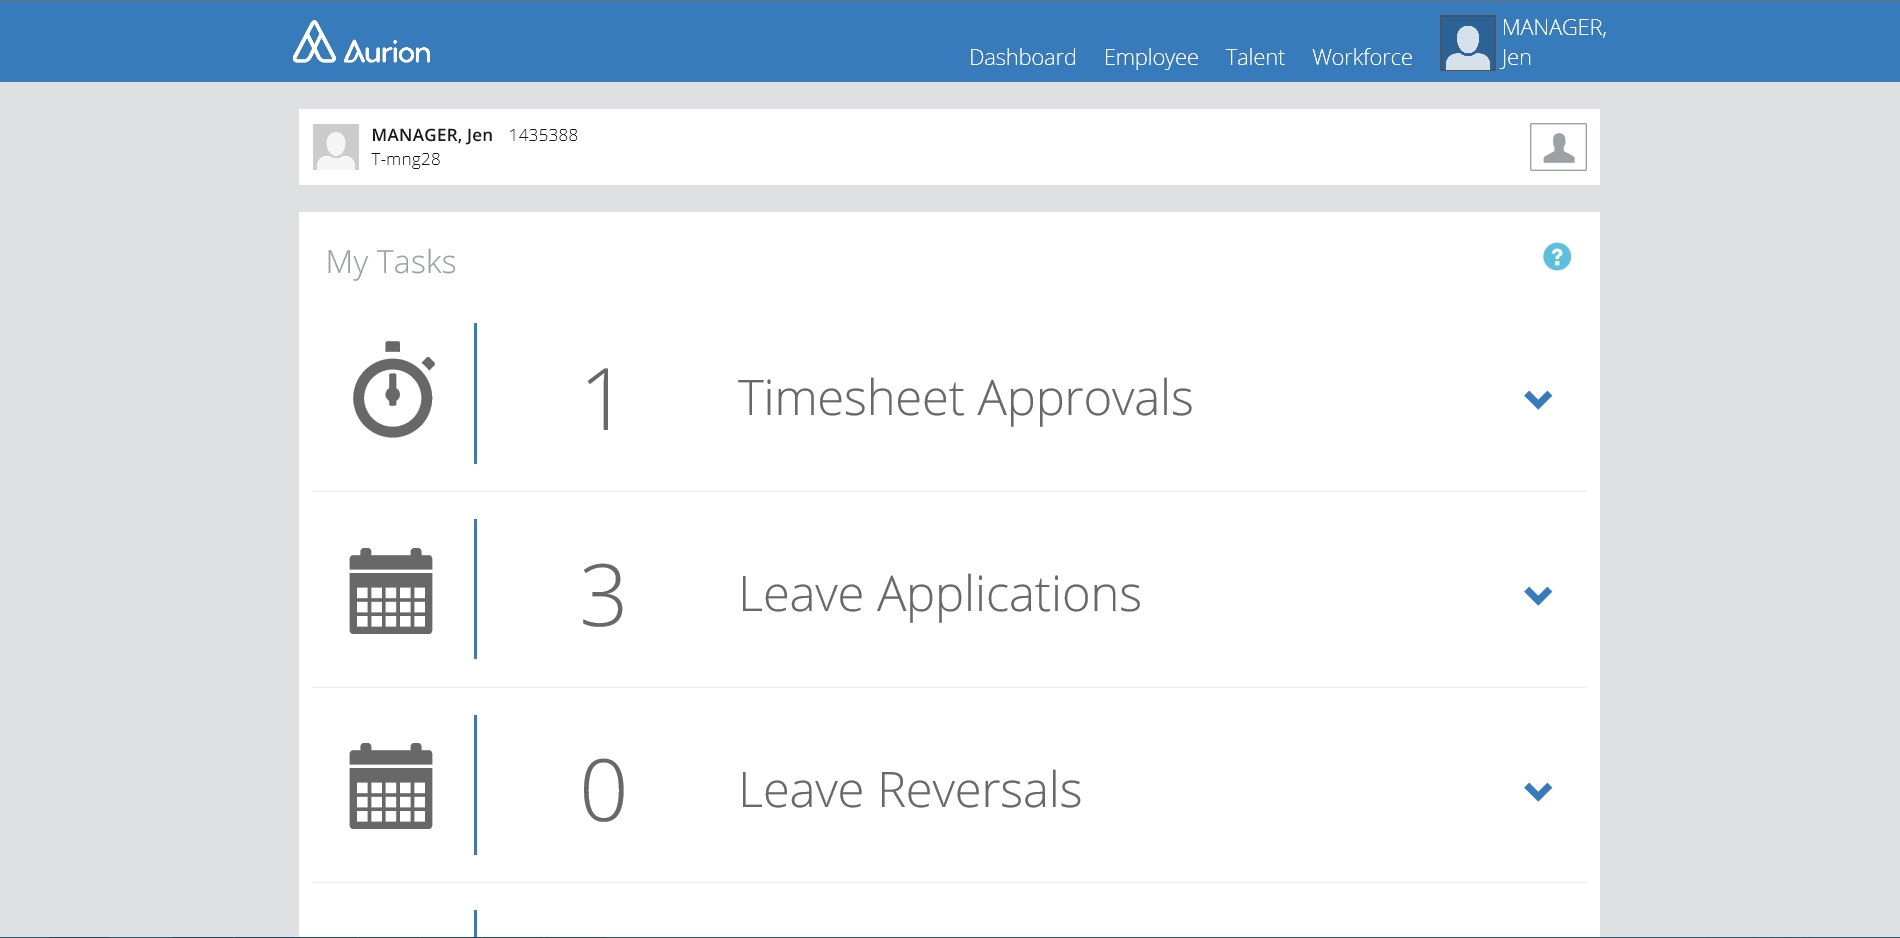 Aurion
Dashboard
Employee
Talent
Workforce
MANAGER,
Jen
MANAGER, Jen 1435388
T-mng28
My Tasks
?
1 Timesheet Approvals
3 Leave Applications
0 Leave Reversals